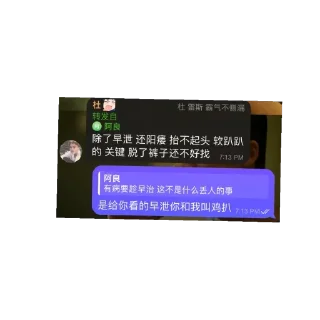 杜
杜 雷斯 霸气不侧漏
转发自
阿良
除了早泄 还阳痿 抬不起头 软趴趴
的 关键 脱了裤子还不好找 7:13 PM
阿良
有病要趁早治 这不是什么丢人的事
是给你看的早泄你和我叫鸡扒 7:13 PM